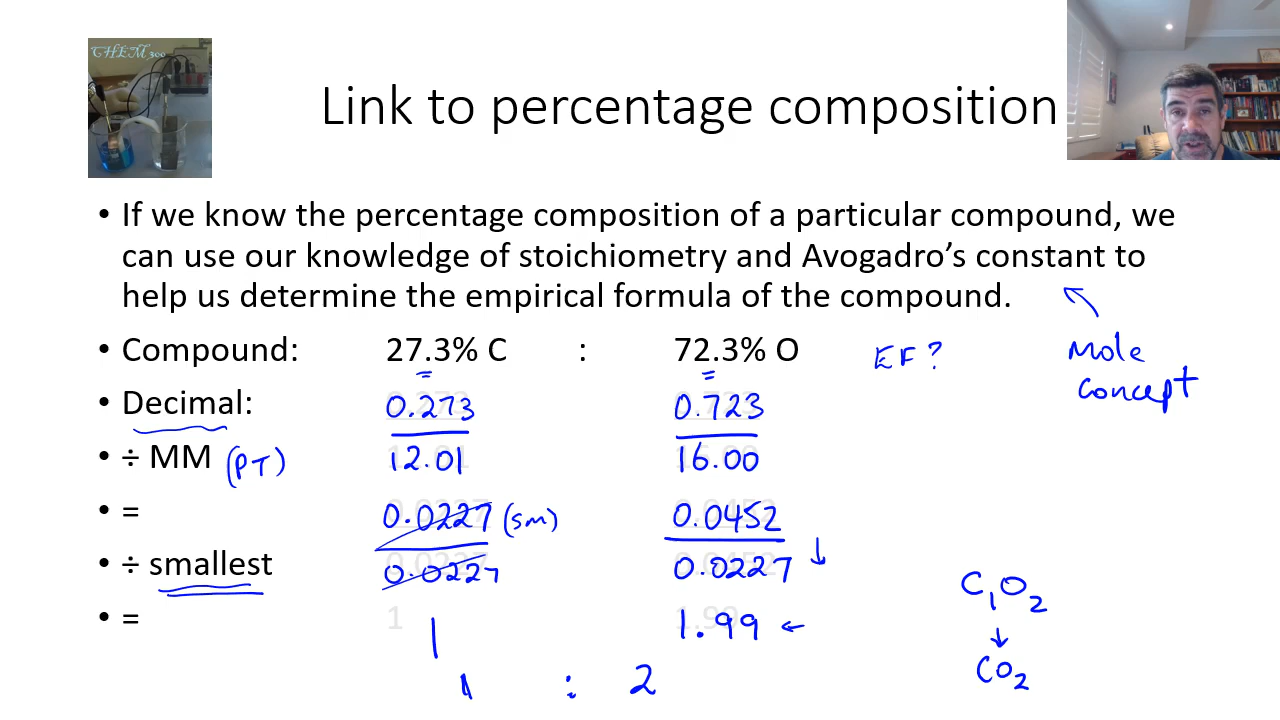 CHEM 300
Link to percentage composition
• If we know the percentage composition of a particular compound, we
can use our knowledge of stoichiometry and Avogadro's constant to
help us determine the empirical formula of the compound.
Mole
concept
• Compound: 27.3% C : 72.3% O EF?
• Decimal: 0.273 0.723
• ÷ MM (PT) 12.01 16.00
• = 0.0227 (sm) 0.0452
• ÷ smallest 0.0227 0.0227 ↓
• = 1 1.99 ←
1 : 2
C₁O₂
↓
CO₂